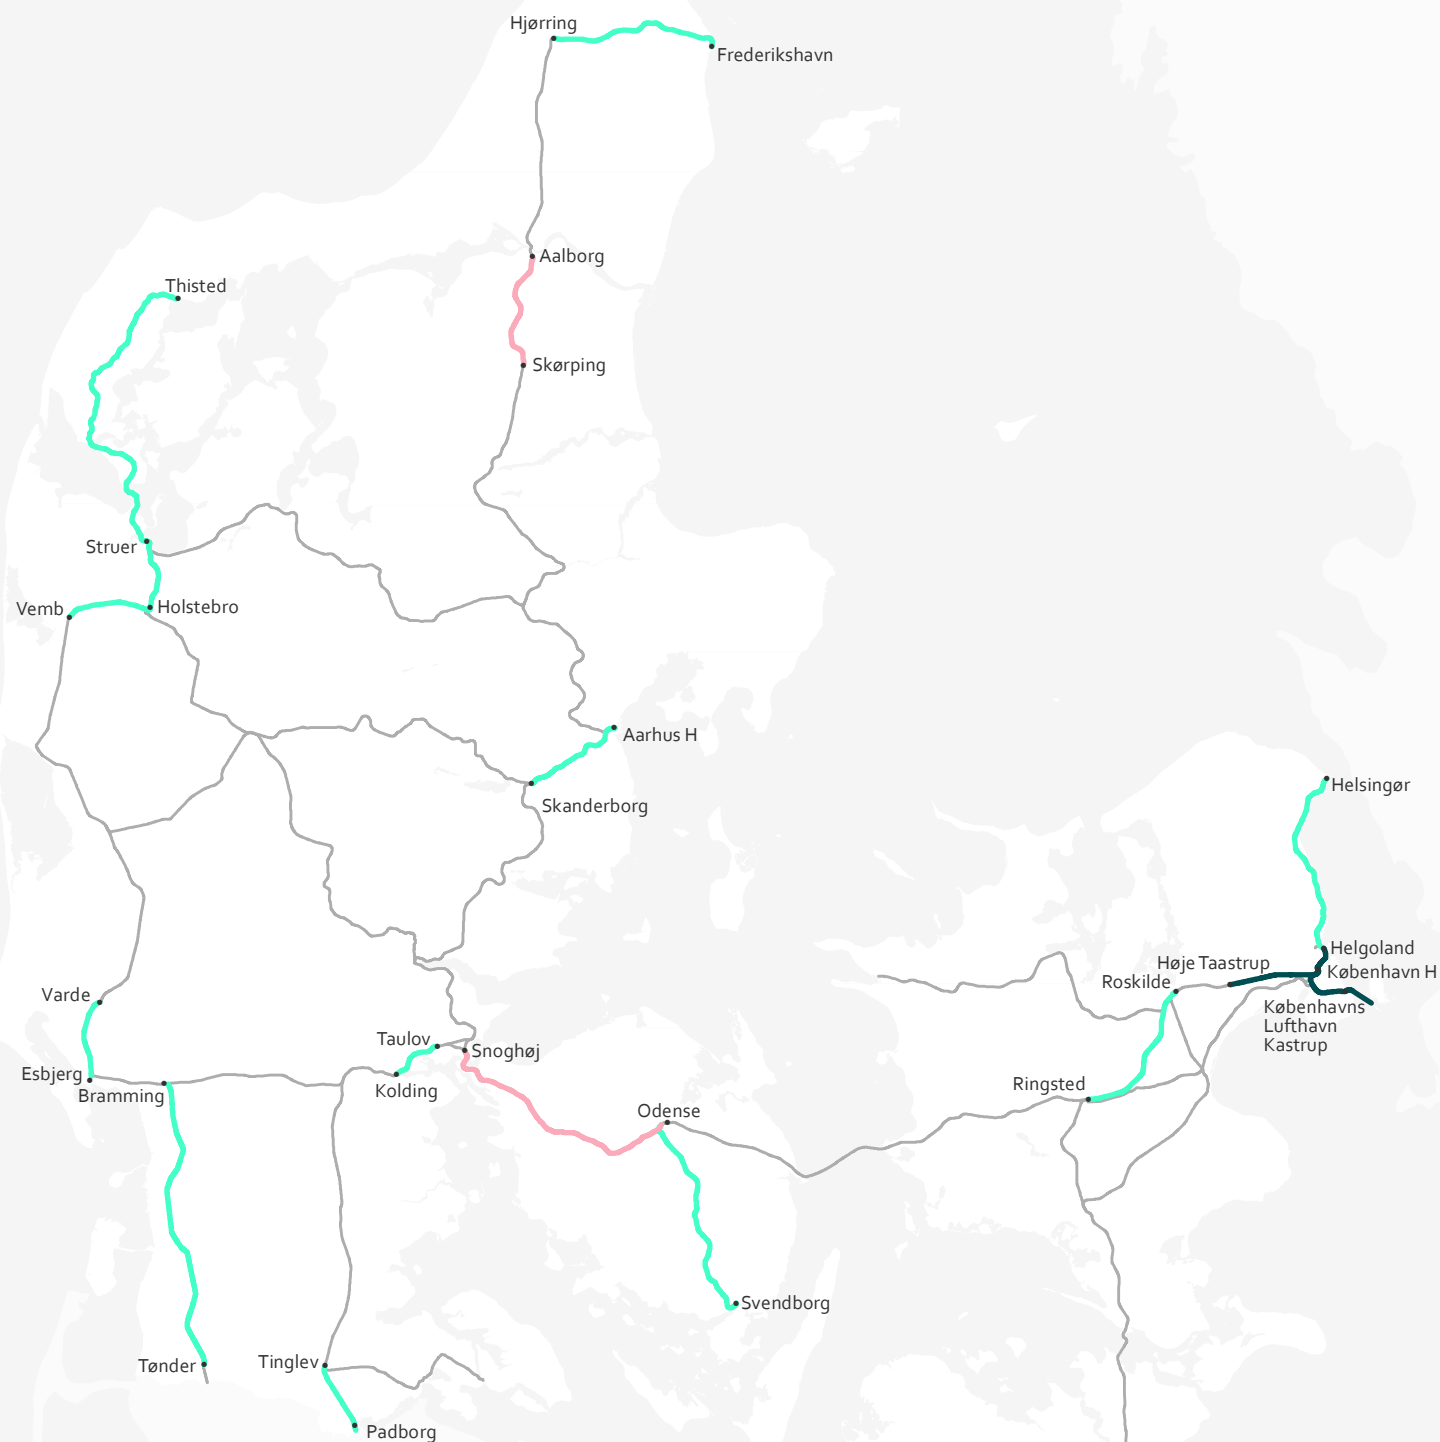 Hjørring
Frederikshavn
Aalborg
Thisted
Skørping
Struer
Vemb
Holstebro
Aarhus H
Skanderborg
Helsingør
Helgoland
Høje Taastrup
København H
Roskilde
Københavns
Lufthavn
Kastrup
Varde
Taulov
Snoghøj
Esbjerg
Bramming
Kolding
Ringsted
Odense
Svendborg
Tønder
Tinglev
Padborg